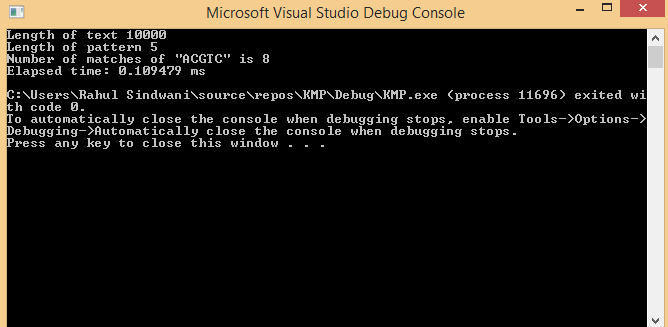 Microsoft Visual Studio Debug Console
Length of text 10000
Length of pattern 5
Number of matches of "ACGTC" is 8
Elapsed time: 0.109479 ms
C:\Users\Rahul Sindwani\source\repos\KMP\Debug\KMP.exe (process 11696) exited wi
th code 0.
To automatically close the console when debugging stops, enable Tools->Options->
Debugging->Automatically close the console when debugging stops.
Press any key to close this window . . .